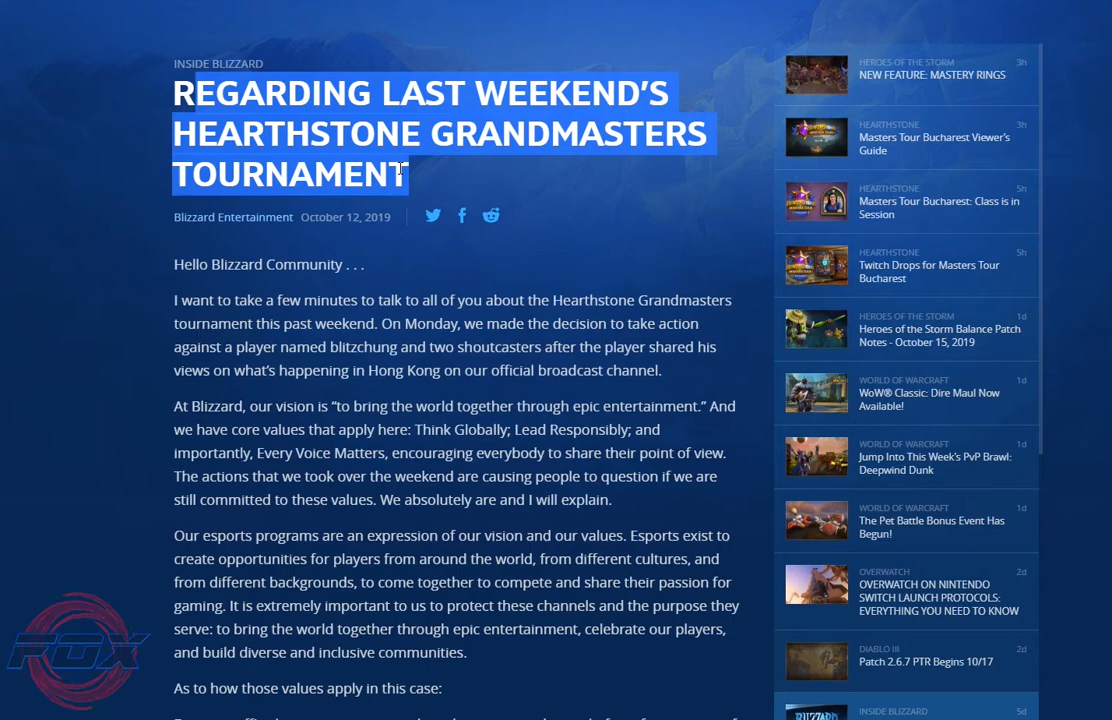 INSIDE BLIZZARD
REGARDING LAST WEEKEND’S
HEARTHSTONE GRANDMASTERS
TOURNAMENT
Blizzard Entertainment October 12, 2019
Hello Blizzard Community . . .
I want to take a few minutes to talk to all of you about the Hearthstone Grandmasters
tournament this past weekend. On Monday, we made the decision to take action
against a player named blitzchung and two shoutcasters after the player shared his
views on what’s happening in Hong Kong on our official broadcast channel.
At Blizzard, our vision is “to bring the world together through epic entertainment.” And
we have core values that apply here: Think Globally; Lead Responsibly; and
importantly, Every Voice Matters, encouraging everybody to share their point of view.
The actions that we took over the weekend are causing people to question if we are
still committed to these values. We absolutely are and I will explain.
Our esports programs are an expression of our vision and our values. Esports exist to
create opportunities for players from around the world, from different cultures, and
from different backgrounds, to come together to compete and share their passion for
gaming. It is extremely important to us to protect these channels and the purpose they
serve: to bring the world together through epic entertainment, celebrate our players,
and build diverse and inclusive communities.
As to how those values apply in this case:
HEROES OF THE STORM 3h
NEW FEATURE: MASTERY RINGS
HEARTHSTONE 3h
Masters Tour Bucharest Viewer’s
Guide
HEARTHSTONE 5h
Masters Tour Bucharest: Class is in
Session
HEARTHSTONE 5h
Twitch Drops for Masters Tour
Bucharest
HEROES OF THE STORM 1d
Heroes of the Storm Balance Patch
Notes - October 15, 2019
WORLD OF WARCRAFT 1d
WoW® Classic: Dire Maul Now
Available!
WORLD OF WARCRAFT 1d
Jump Into This Week's PvP Brawl:
Deepwind Dunk
WORLD OF WARCRAFT 1d
The Pet Battle Bonus Event Has
Begun!
OVERWATCH 2d
OVERWATCH ON NINTENDO
SWITCH LAUNCH PROTOCOLS:
EVERYTHING YOU NEED TO KNOW
DIABLO III 2d
Patch 2.6.7 PTR Begins 10/17
INSIDE BLIZZARD 5d
BLIZZARD
FOX